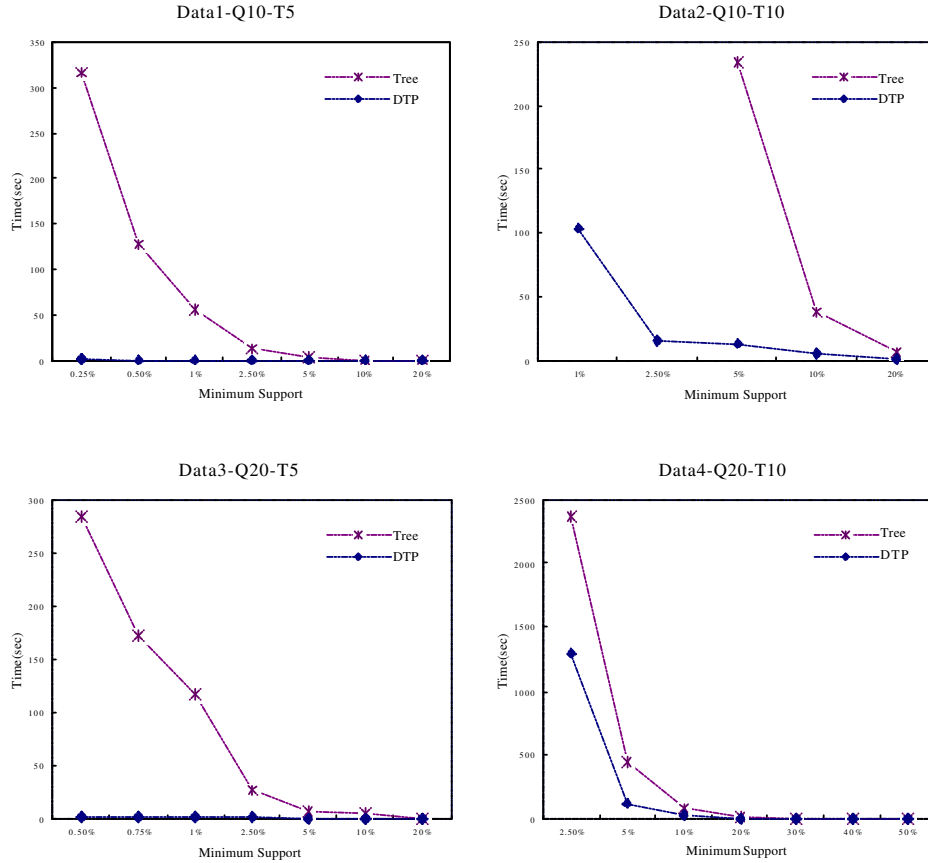 Data1-Q10-T5
350
300
250
200
150
100
50
0
Time(sec)
Tree
DTP
0.25% 0.50% 1% 2.50% 5% 10% 20%
Minimum Support
Data2-Q10-T10
250
200
150
100
50
0
Time(sec)
Tree
DTP
1% 2.50% 5% 10% 20%
Minimum Support
Data3-Q20-T5
300
250
200
150
100
50
0
Time(sec)
Tree
DTP
0.50% 0.75% 1% 2.50% 5% 10% 20%
Minimum Support
Data4-Q20-T10
2500
2000
1500
1000
500
0
Time(sec)
Tree
DTP
2.50% 5% 10% 20% 30% 40% 50%
Minimum Support